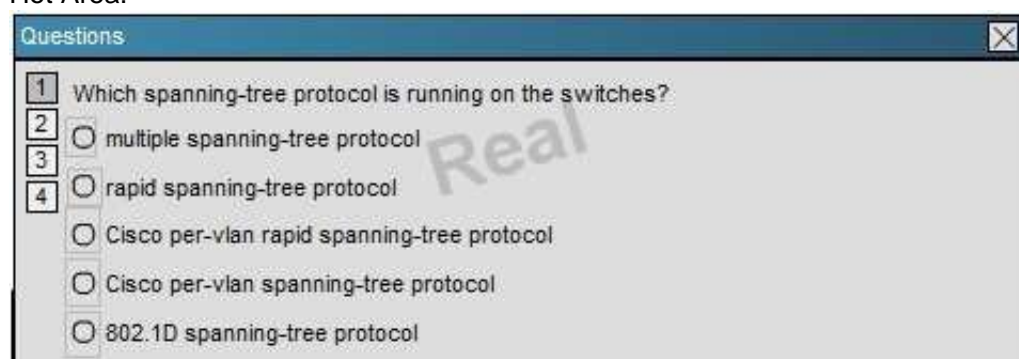 Hot Area:
Questions
1 Which spanning-tree protocol is running on the switches?
2
multiple spanning-tree protocol
Real
3
4 rapid spanning-tree protocol
Cisco per-vlan rapid spanning-tree protocol
Cisco per-vlan spanning-tree protocol
802.1D spanning-tree protocol